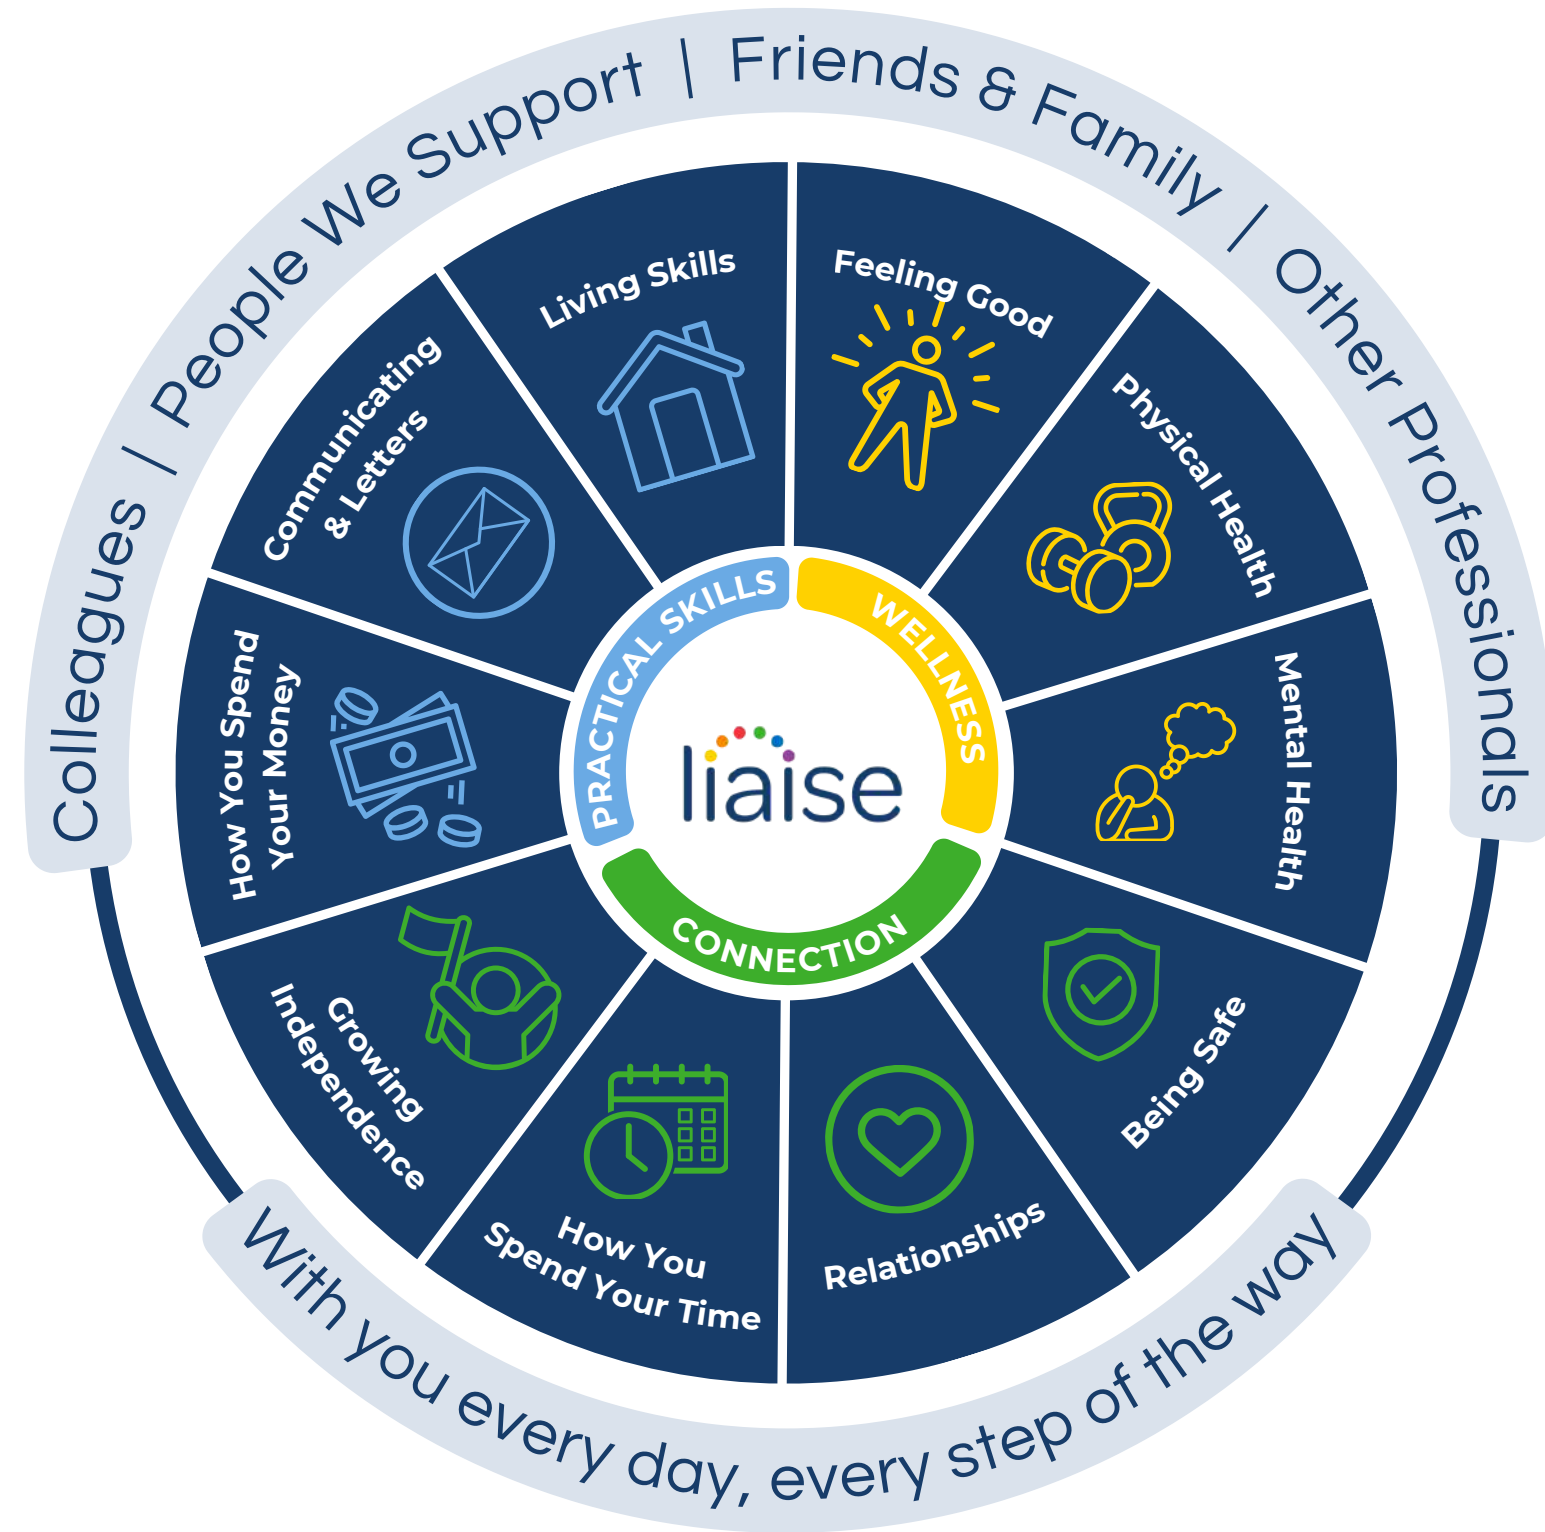 Colleagues | People We Support | Friends & Family | Other Professionals
Living Skills
Feeling Good
Physical Health
Mental Health
Being Safe
Relationships
How You
Spend Your Time
Growing
Independence
How You Spend
Your Money
Communicating
& Letters
PRACTICAL SKILLS
WELLNESS
CONNECTION
liaise
With you every day, every step of the way